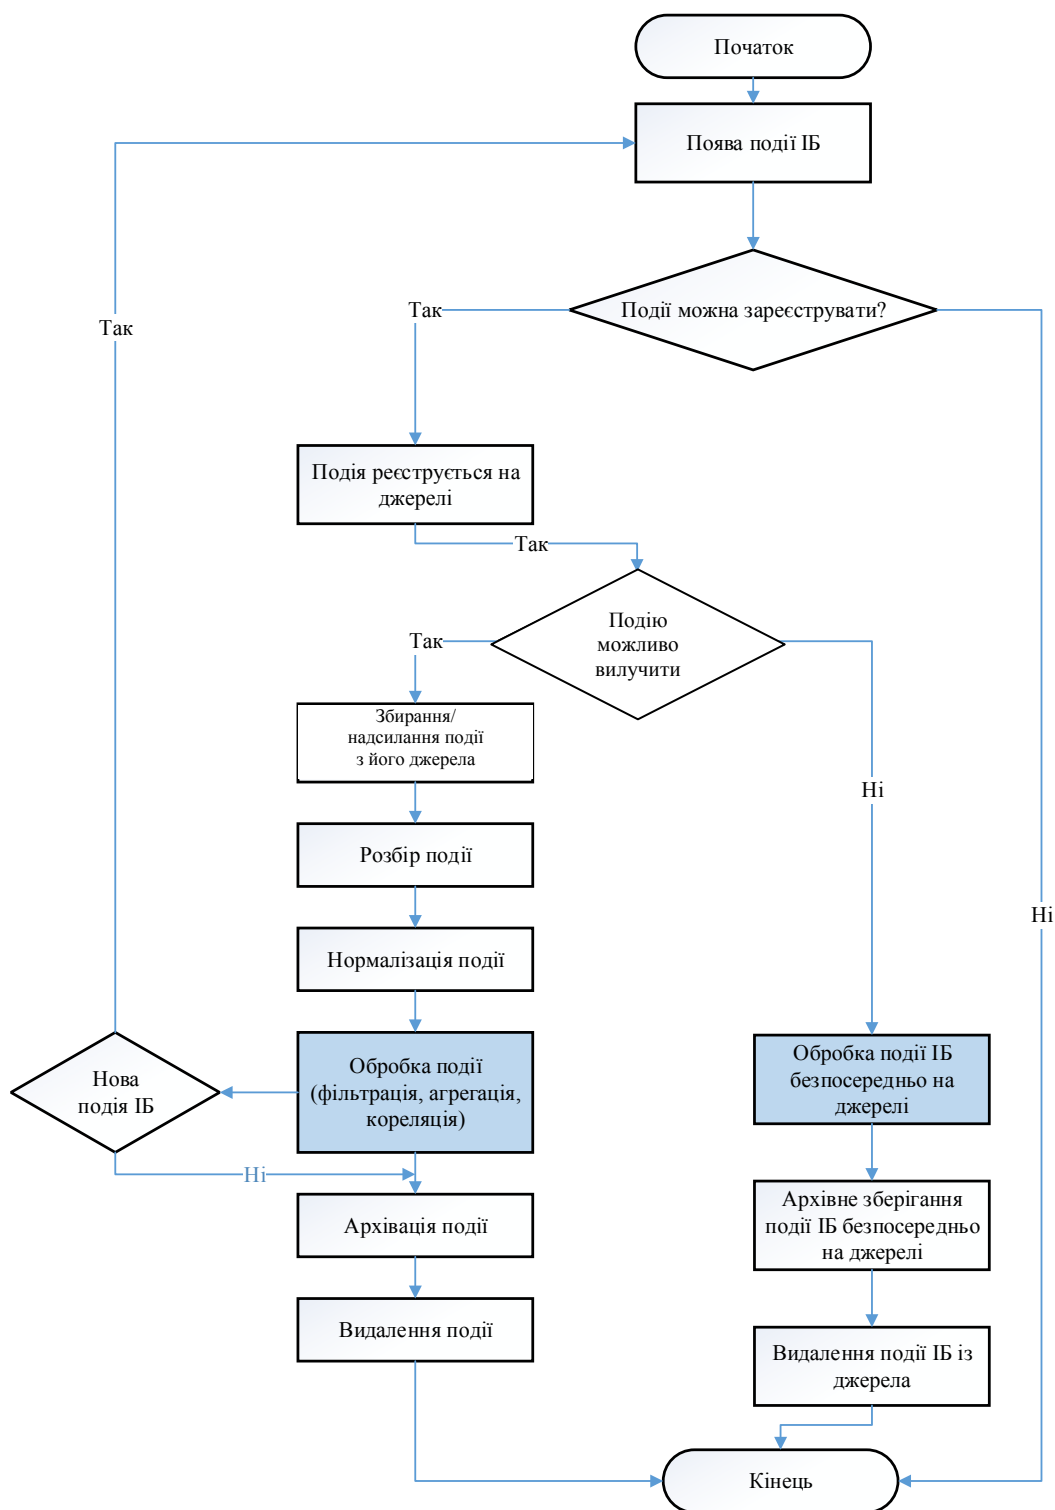 Початок
Поява події ІБ
Події можна зареєструвати?
Так
Так
Подія реєструється на
джерелі
Так
Подію
можливо
вилучити
Так
Збирання/
надсилання події
з його джерела
Ні
Розбір події
Ні
Нормалізація події
Обробка події
(фільтрація, агрегація,
кореляція)
Нова
подія ІБ
Обробка події ІБ
безпосередньо на
джерелі
Ні
Архівація події
Архівне зберігання
події ІБ безпосередньо
на джерелі
Видалення події
Видалення події ІБ із
джерела
Кінець